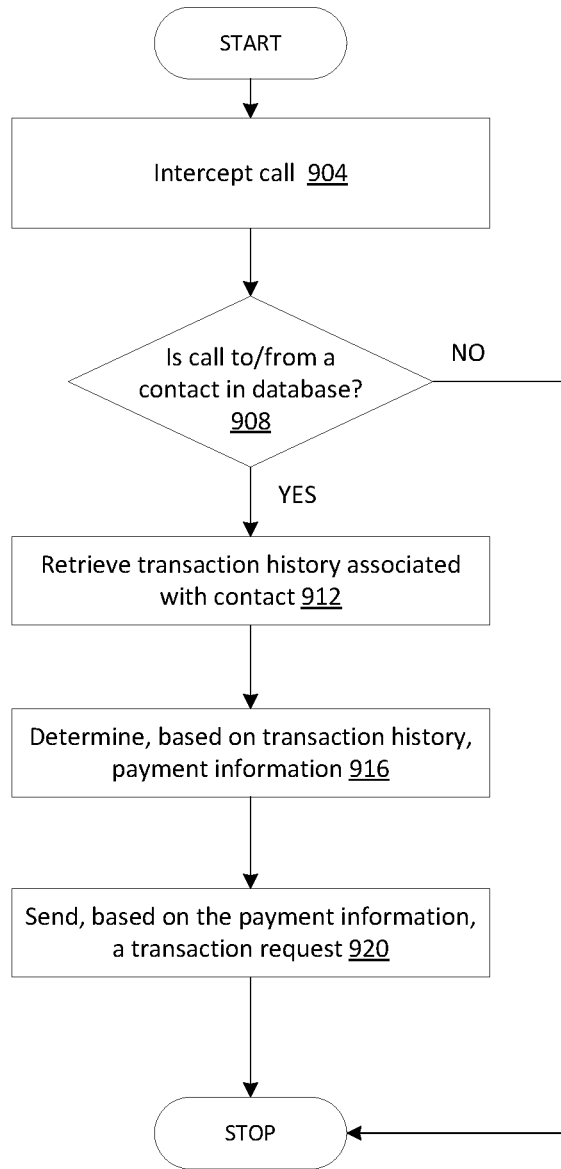 START
Intercept call 904
Is call to/from a
contact in database?
908
NO
YES
Retrieve transaction history associated
with contact 912
Determine, based on transaction history,
payment information 916
Send, based on the payment information,
a transaction request 920
STOP